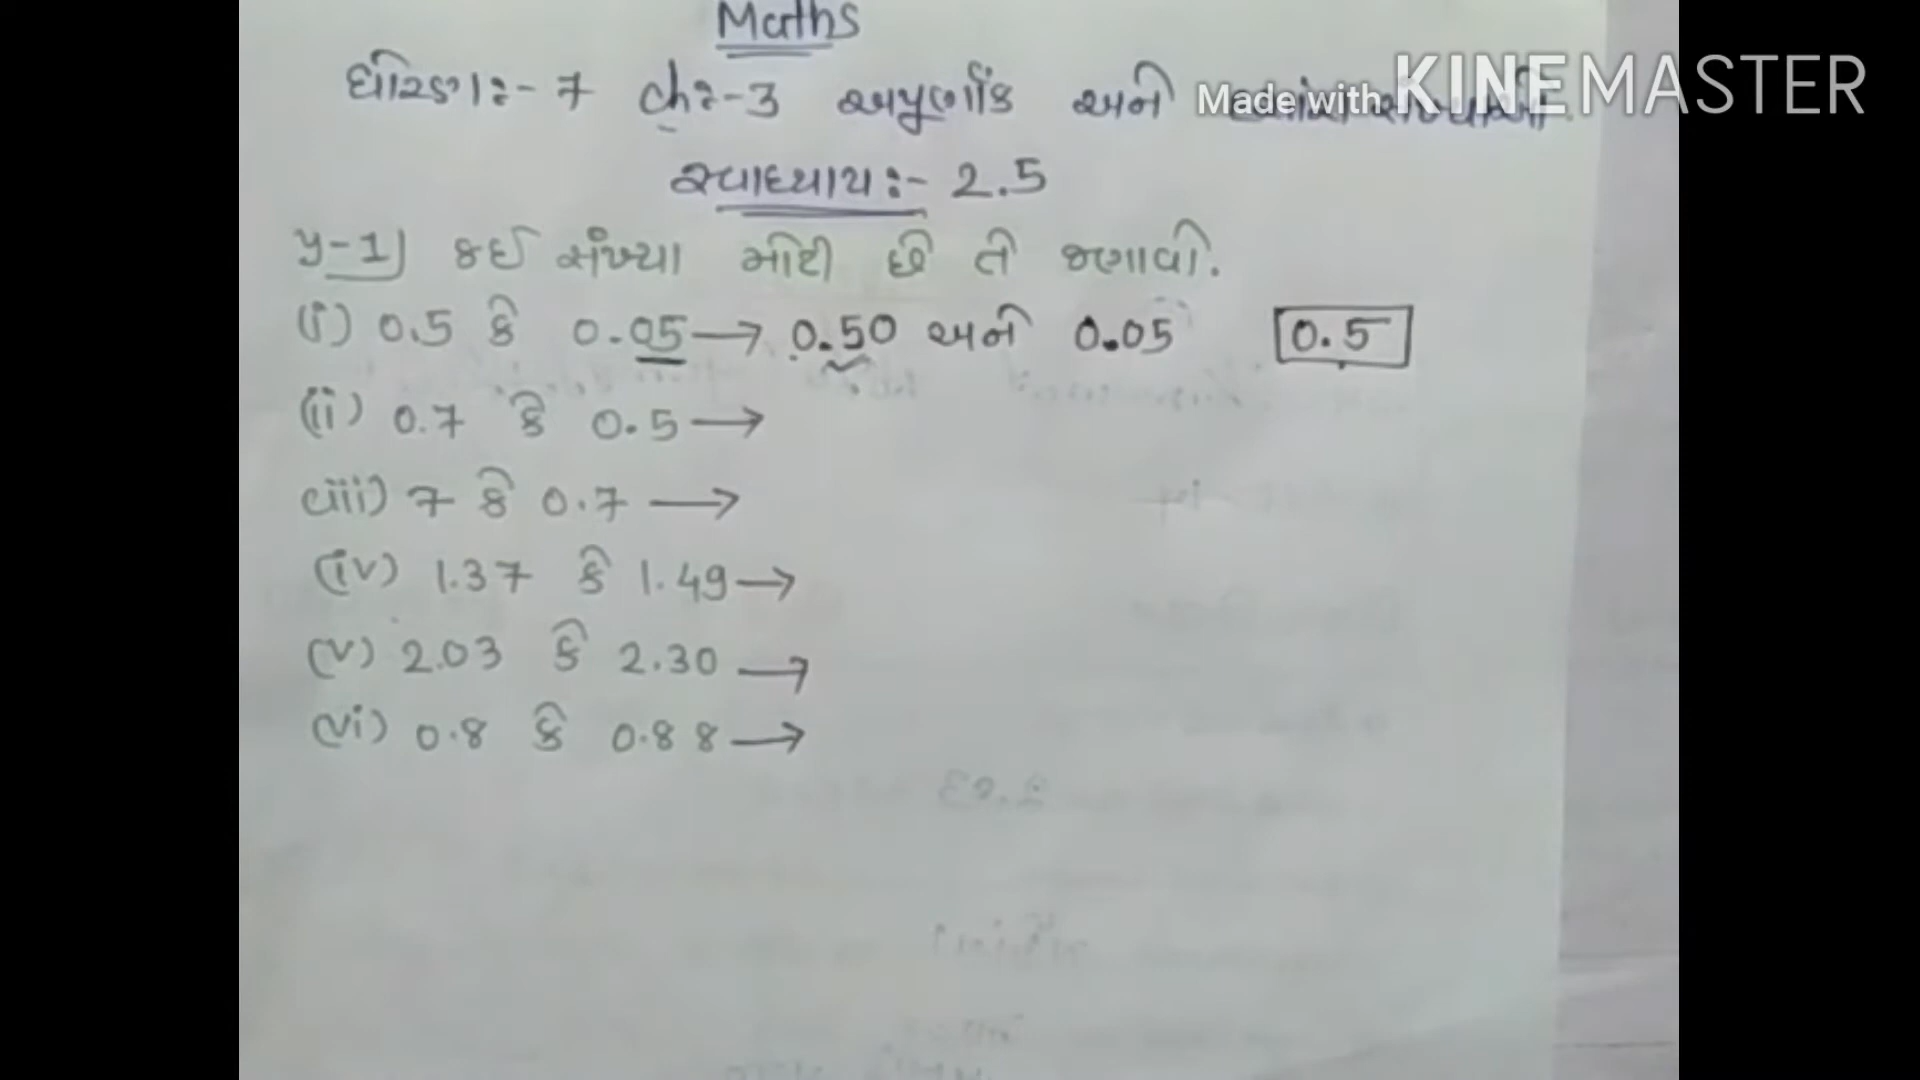 Maths
ધોરણઃ- 7 chઃ-3 અપૂર્ણાંક અને
Made with KINEMASTER
સ્વાધ્યાયઃ- 2.5
પ્ર-1) કઈ સંખ્યા મોટી છે તે જણાવો.
(i) 0.5 કે 0.05 → 0.50 અને 0.05 0.5
(ii) 0.7 કે 0.5 →
(iii) 7 કે 0.7 →
(iv) 1.37 કે 1.49 →
(v) 2.03 કે 2.30 →
(vi) 0.8 કે 0.88 →